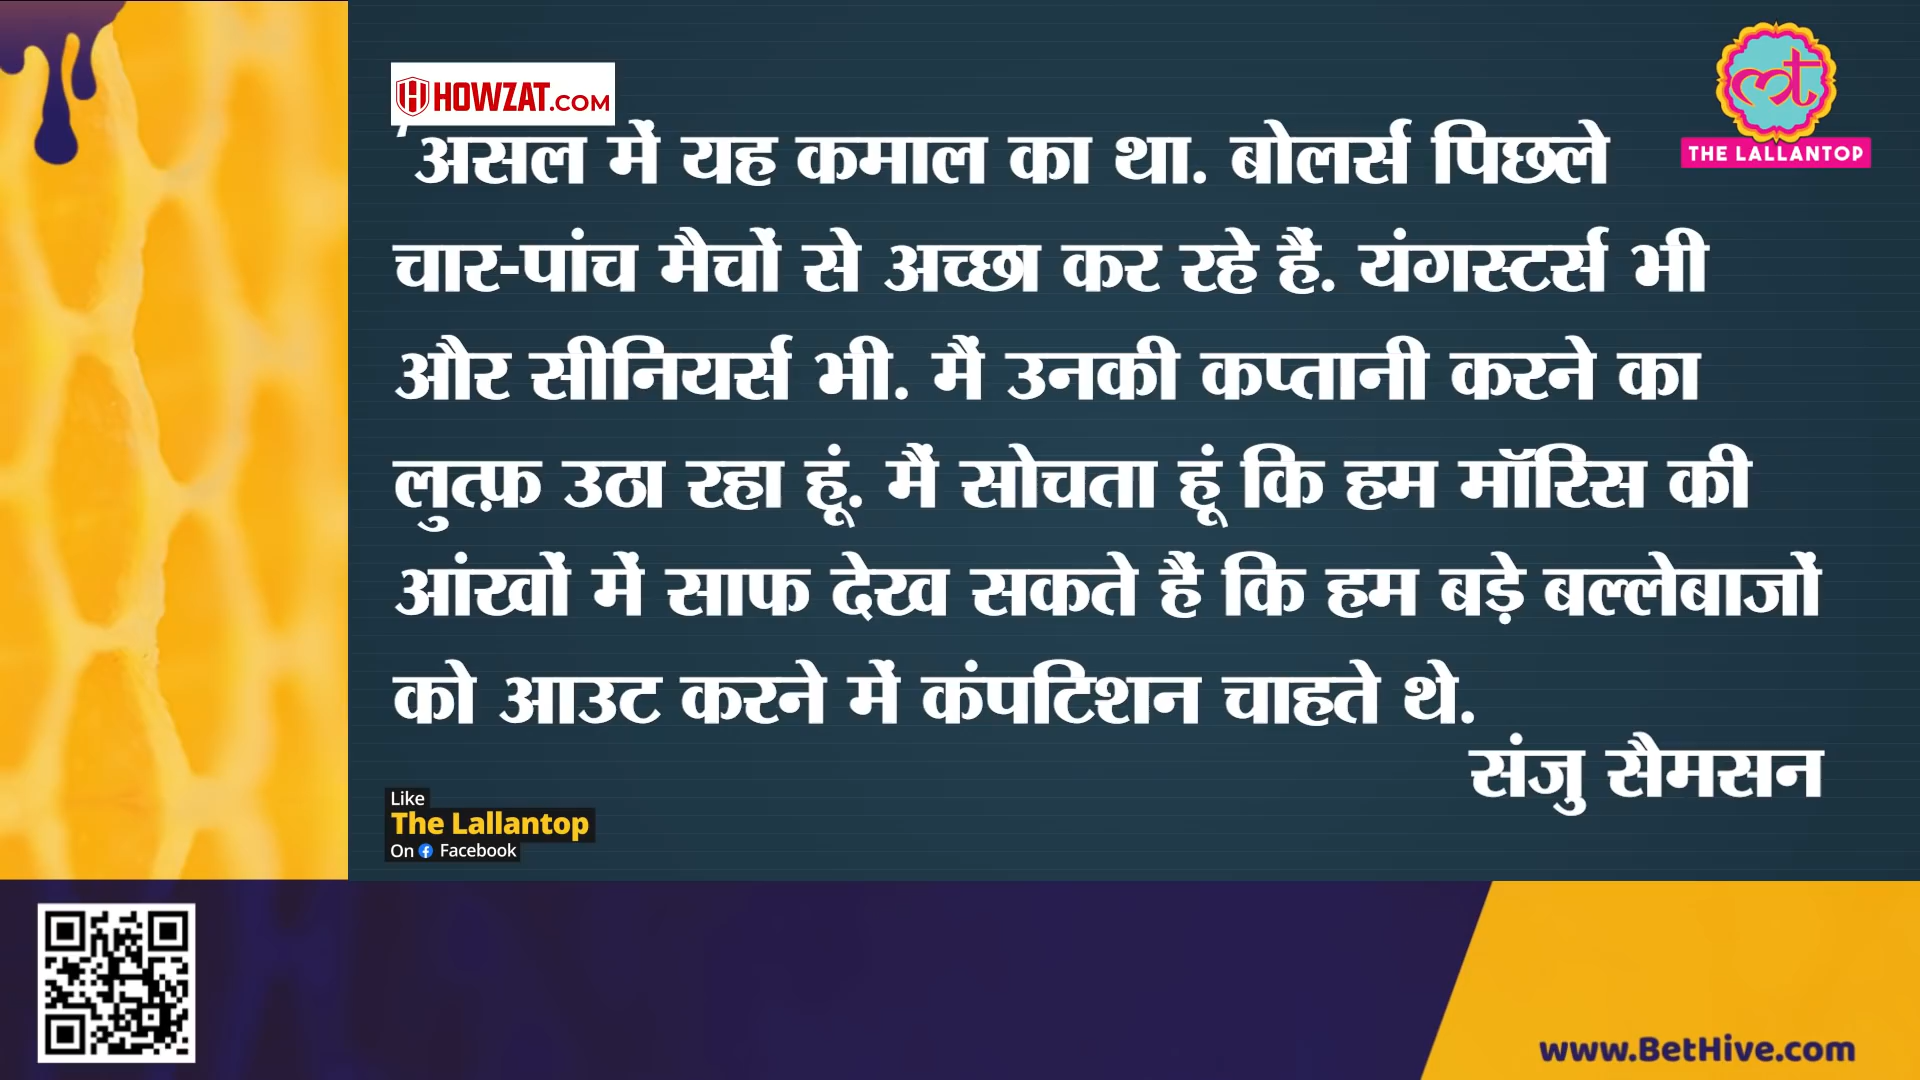 HOWZAT.COM
THE LALLANTOP
'असल में यह कमाल का था. बोलर्स पिछले
चार-पांच मैचों से अच्छा कर रहे हैं. यंगस्टर्स भी
और सीनियर्स भी. मैं उनकी कप्तानी करने का
लुत्फ़ उठा रहा हूं. मैं सोचता हूं कि हम मॉरिस की
आंखों में साफ देख सकते हैं कि हम बड़े बल्लेबाजों
को आउट करने में कंपटिशन चाहते थे.
संजु सैमसन
Like
The Lallantop
On Facebook
www.BetHive.com